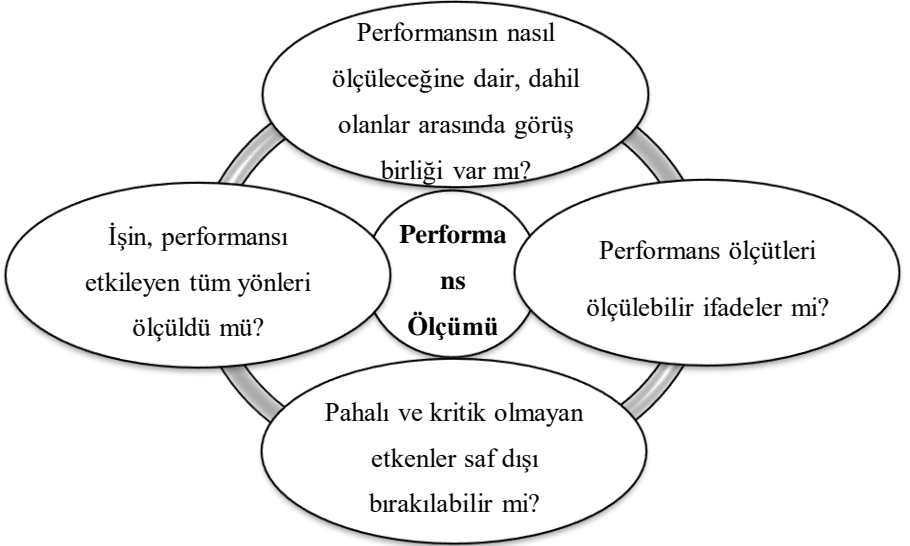 Performansın nasıl
ölçüleceğine dair, dahil
olanlar arasında görüş
birliği var mı?
İşin, performansı
etkileyen tüm yönleri
ölçüldü mü?
Performa
ns
Ölçümü
Performans ölçütleri
ölçülebilir ifadeler mi?
Pahalı ve kritik olmayan
etkenler saf dışı
bırakılabilir mi?